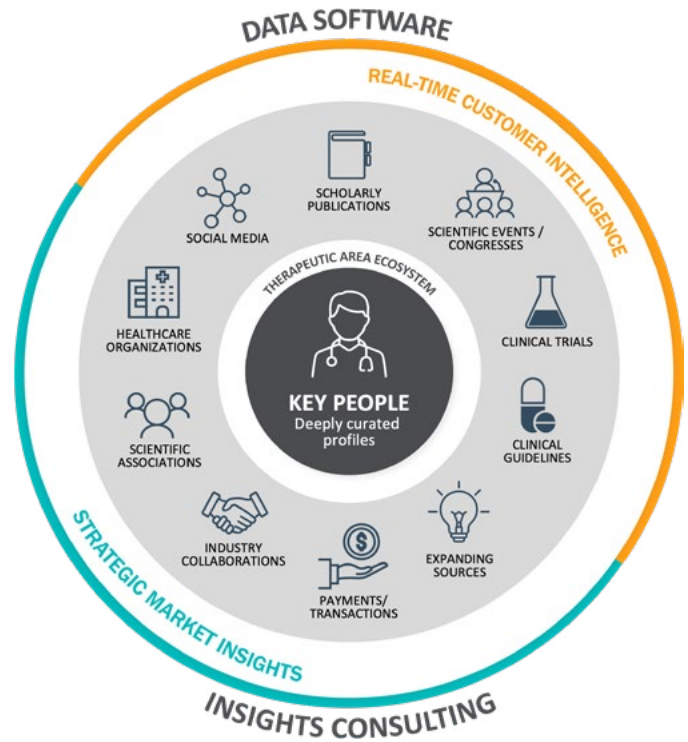 DATA SOFTWARE
REAL-TIME CUSTOMER INTELLIGENCE
SCHOLARLY
PUBLICATIONS
SOCIAL MEDIA
SCIENTIFIC EVENTS /
CONGRESSES
THERAPEUTIC AREA ECOSYSTEM
HEALTHCARE
ORGANIZATIONS
CLINICAL TRIALS
KEY PEOPLE
Deeply curated
profiles
SCIENTIFIC
ASSOCIATIONS
CLINICAL
GUIDELINES
INDUSTRY
COLLABORATIONS
$
PAYMENTS/
TRANSACTIONS
EXPANDING
SOURCES
STRATEGIC MARKET INSIGHTS
INSIGHTS CONSULTING